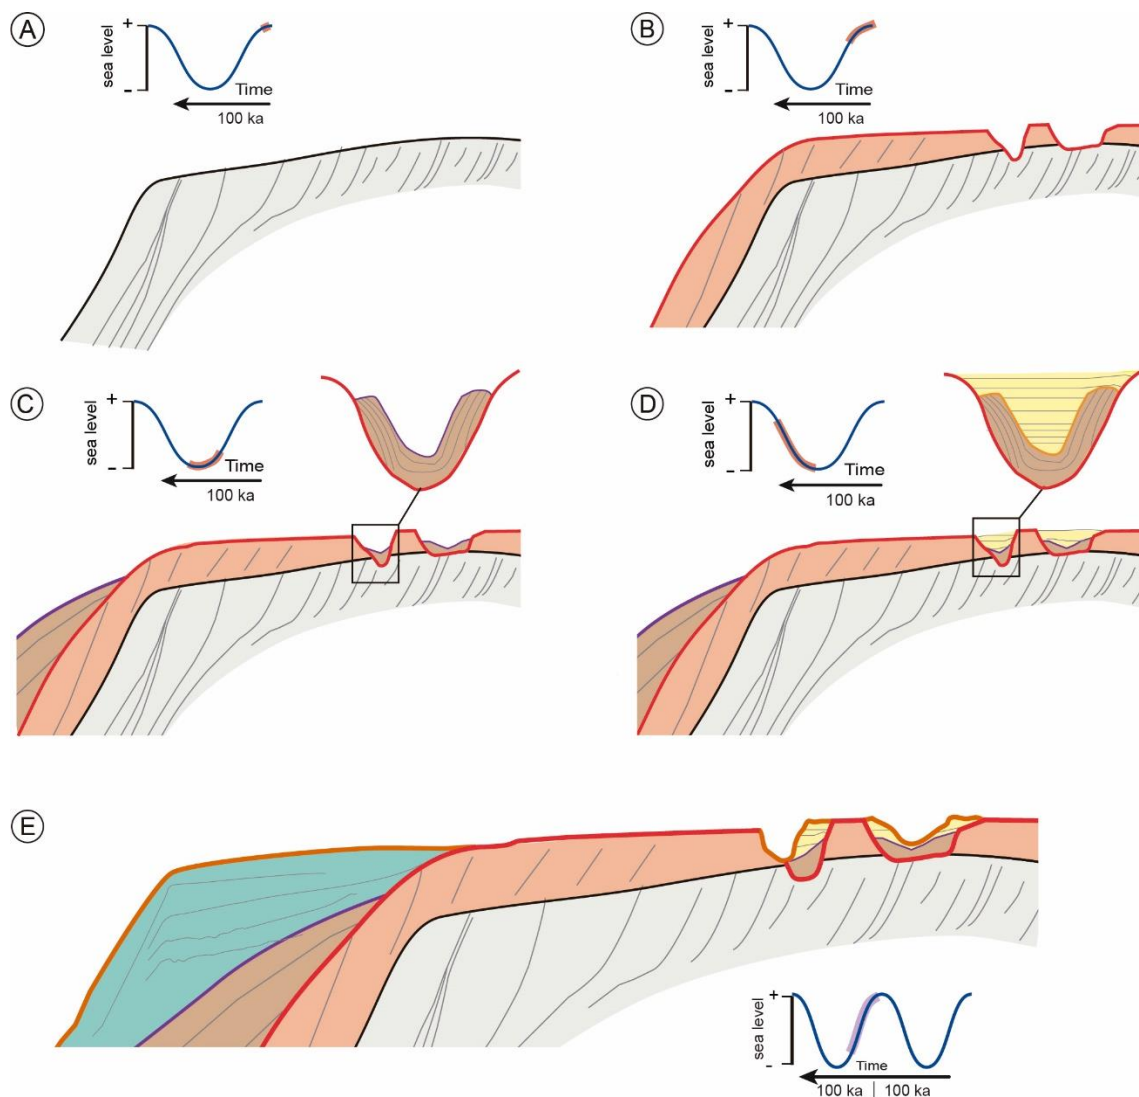 A
+
sea level
-
Time
100 ka
B
+
sea level
-
Time
100 ka
C
+
sea level
-
Time
100 ka
D
+
sea level
-
Time
100 ka
E
+
sea level
-
Time
100 ka | 100 ka